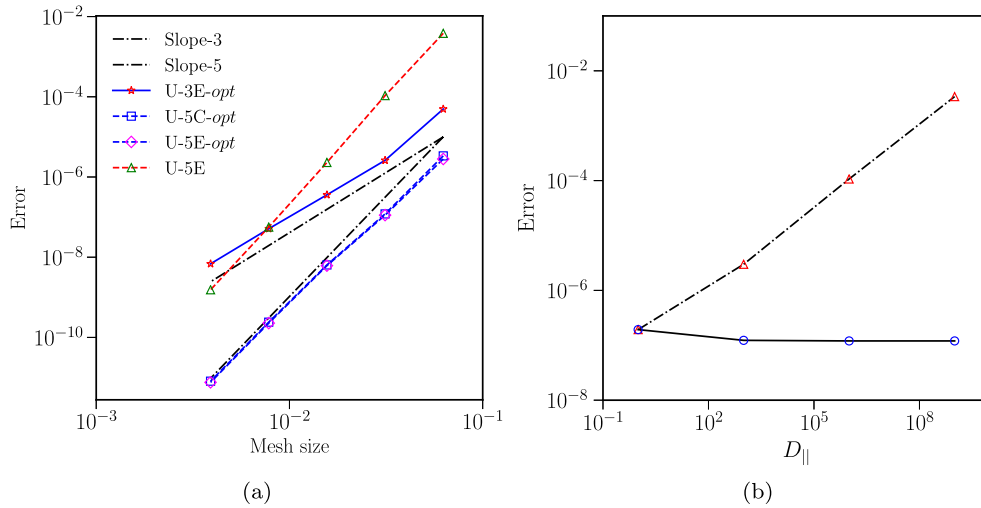 10^{-2}
10^{-4}
10^{-6}
10^{-8}
10^{-10}
Error
Slope-3
Slope-5
U-3E-opt
U-5C-opt
U-5E-opt
U-5E
10^{-3}
10^{-2}
10^{-1}
Mesh size
(a)
10^{-2}
10^{-4}
10^{-6}
10^{-8}
Error
10^{-1}
10^{2}
10^{5}
10^{8}
D_{||}
(b)